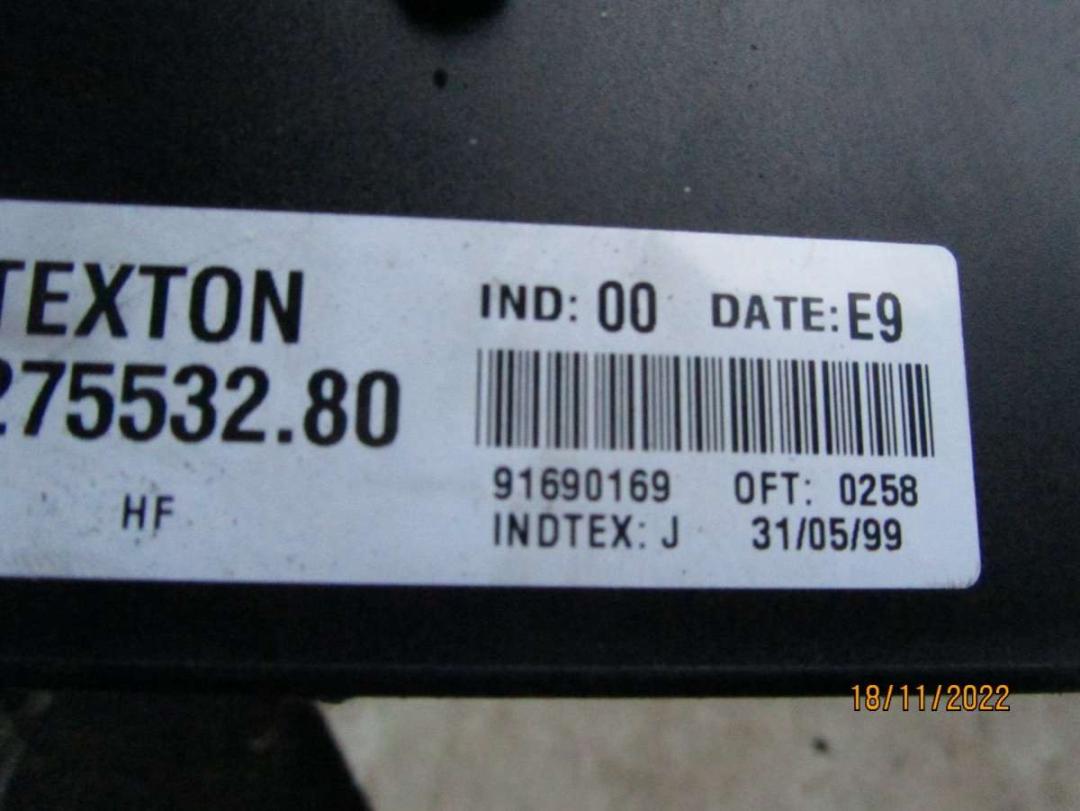 TEXTON
275532.80
HF
IND: 00 DATE: E9
91690169 OFT: 0258
INDTEX: J 31/05/99
18/11/2022